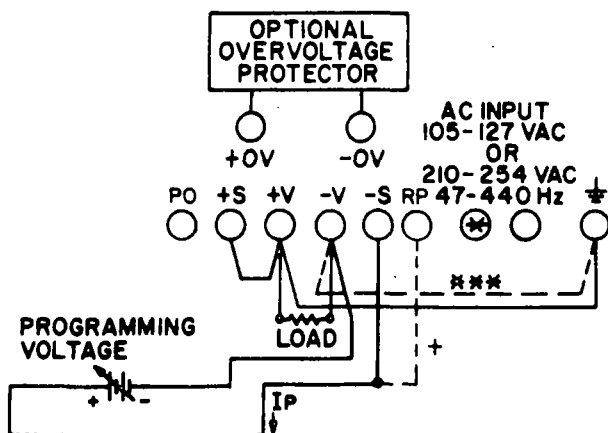 OPTIONAL
OVERVOLTAGE
PROTECTOR
+OV
-OV
AC INPUT
105-127 VAC
OR
210-254 VAC
47-440 Hz
PO
+S
+V
-V
-S
RP
*
***
LOAD
PROGRAMMING
VOLTAGE
+
-
+
IP